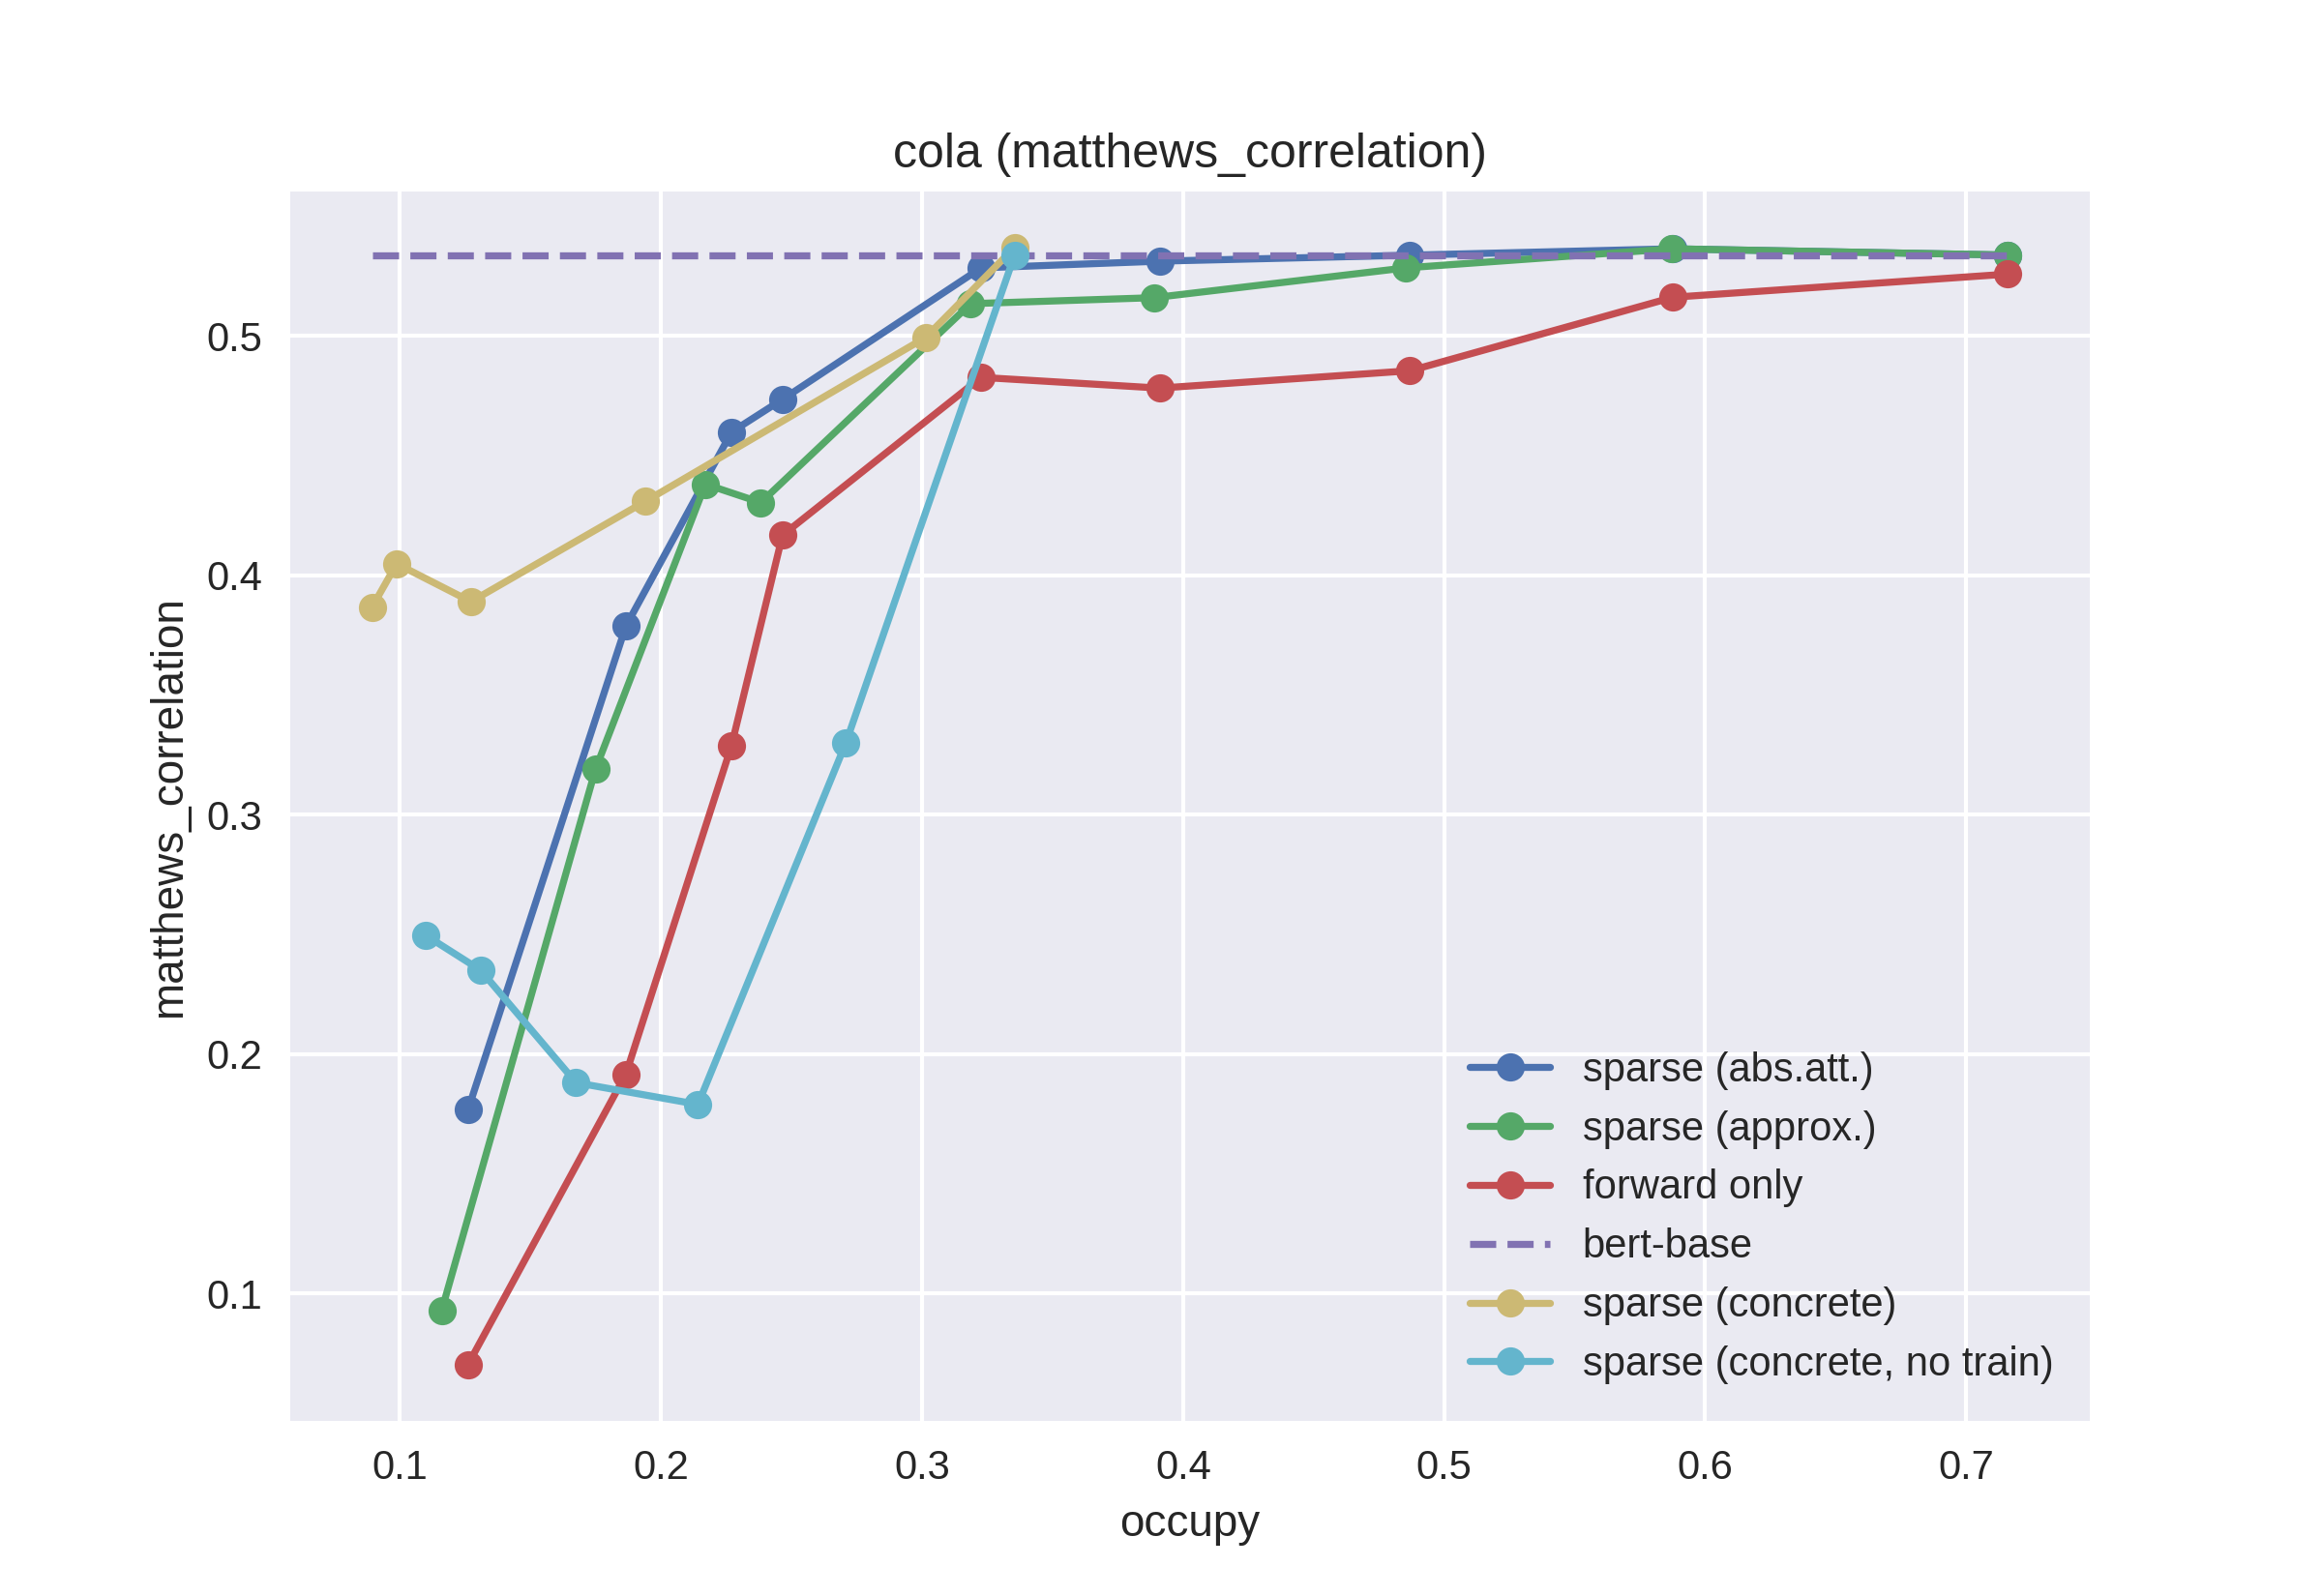 cola (matthews_correlation)
matthews_correlation
0.5
0.4
0.3
0.2
0.1
sparse (abs.att.)
sparse (approx.)
forward only
bert-base
sparse (concrete)
sparse (concrete, no train)
0.1 0.2 0.3 0.4 0.5 0.6 0.7
occupy